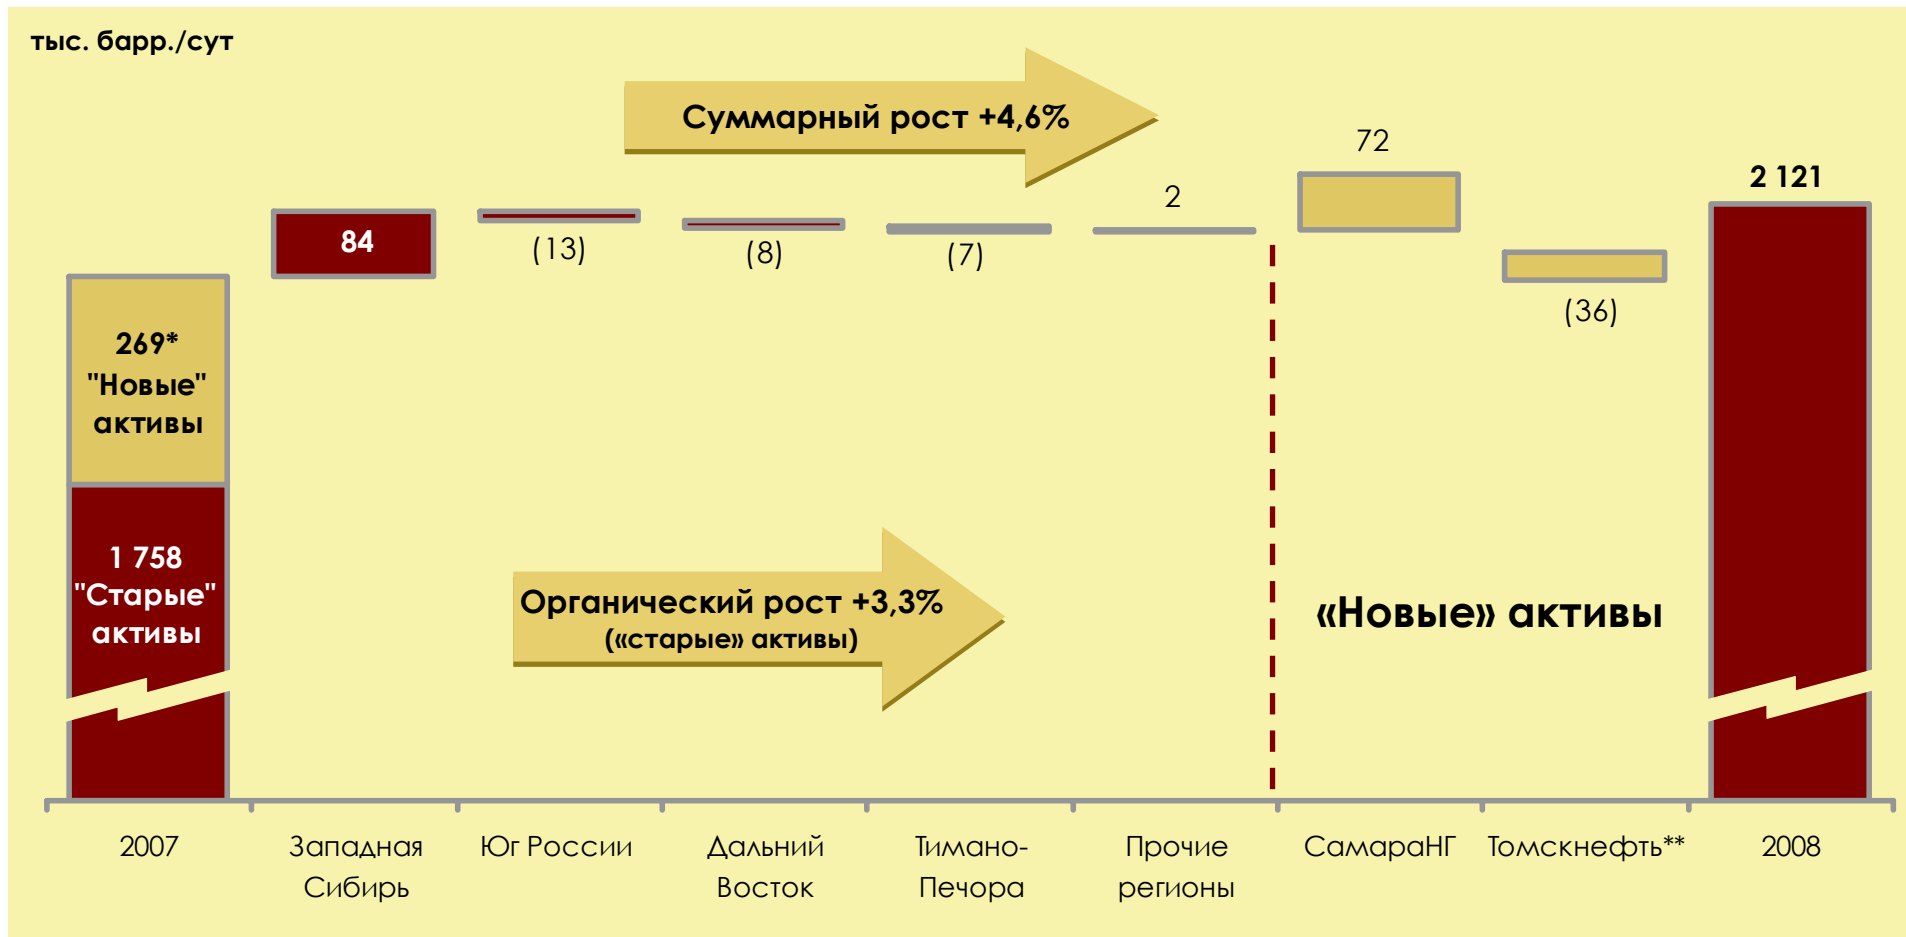 тыс. барр./сут
Суммарный рост +4,6%
72
2 121
2
84
(13)
(8)
(7)
(36)
269*
"Новые"
активы
1 758
"Старые"
активы
Органический рост +3,3%
(«старые» активы)
«Новые» активы
2007
Западная
Сибирь
Юг России
Дальний
Восток
Тимано-
Печора
Прочие
регионы
СамараНГ
Томскнефть**
2008